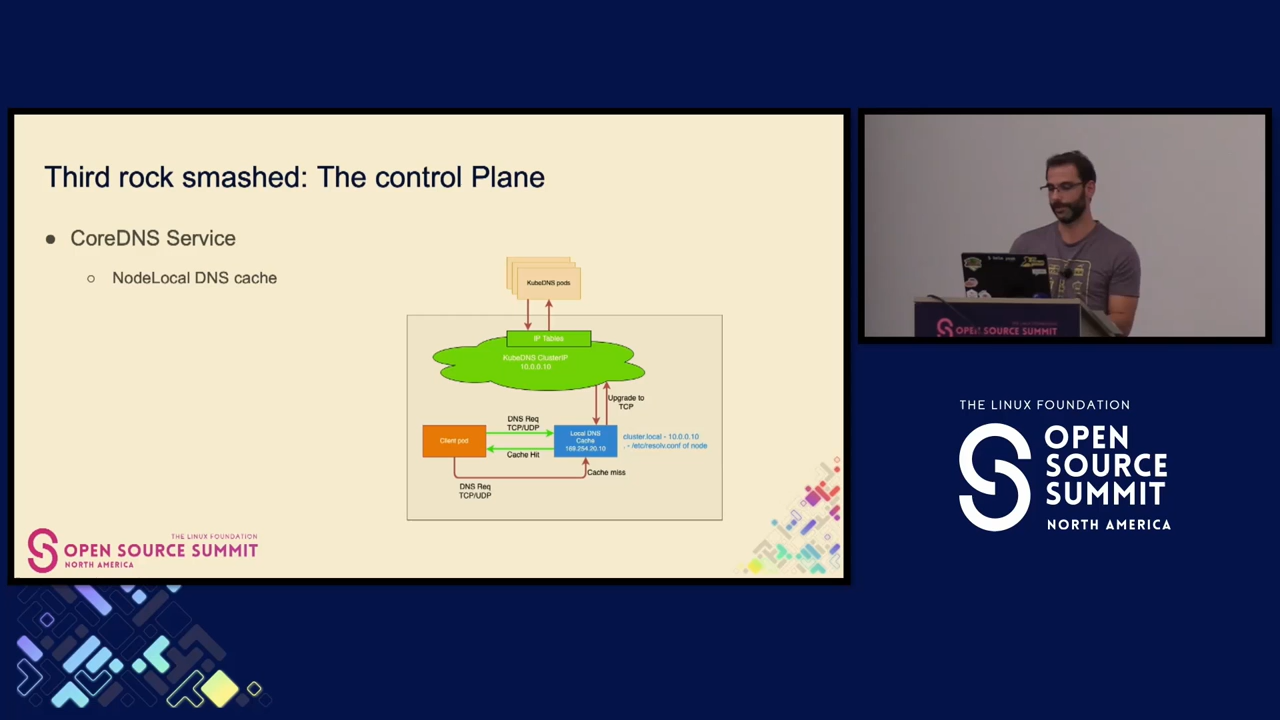 Third rock smashed: The control Plane
● CoreDNS Service
○ NodeLocal DNS cache
KubeDNS pods
IP Tables
KubeDNS ClusterIP
10.0.0.10
Upgrade to
TCP
DNS Req
TCP/UDP
Client pod
Local DNS
Cache
169.254.20.10
cluster.local - 10.0.0.10
. - /etc/resolv.conf of node
Cache Hit
Cache miss
DNS Req
TCP/UDP
THE LINUX FOUNDATION
OPEN SOURCE SUMMIT
NORTH AMERICA
OPEN SOURCE SUMMIT
THE LINUX FOUNDATION
OPEN
SOURCE
SUMMIT
NORTH AMERICA